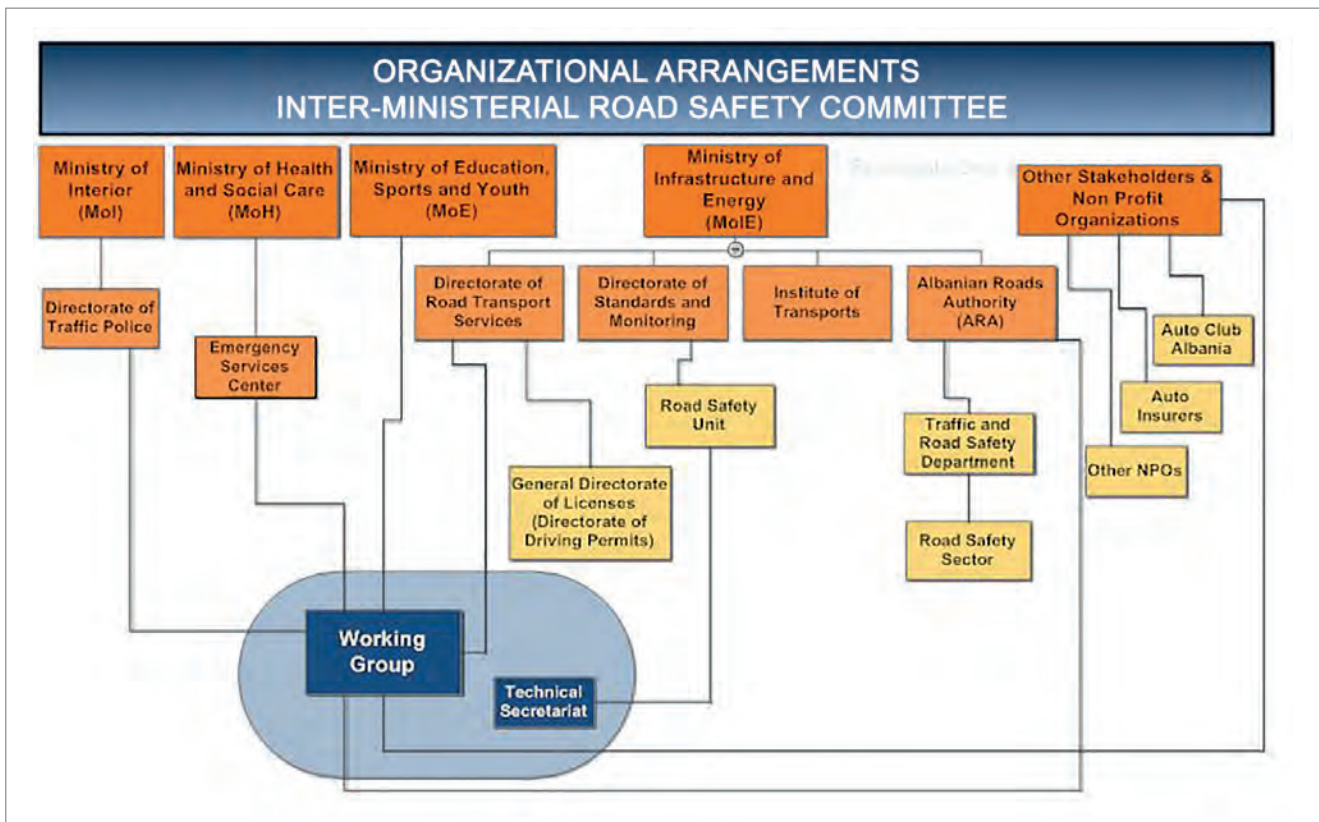 ORGANIZATIONAL ARRANGEMENTS
INTER-MINISTERIAL ROAD SAFETY COMMITTEE
Ministry of
Interior
(MoI)
Ministry of Health
and Social Care
(MoH)
Ministry of Education,
Sports and Youth
(MoE)
Ministry of
Infrastructure and
Energy
(MoIE)
Other Stakeholders &
Non Profit
Organizations
Directorate of
Traffic Police
Emergency
Services
Center
Directorate of
Road Transport
Services
Directorate of
Standards and
Monitoring
Institute of
Transports
Albanian Roads
Authority
(ARA)
Auto Club
Albania
Auto
Insurers
Other NPOs
Road Safety
Unit
Traffic and
Road Safety
Department
General Directorate
of Licenses
(Directorate of
Driving Permits)
Road Safety
Sector
Working
Group
Technical
Secretariat